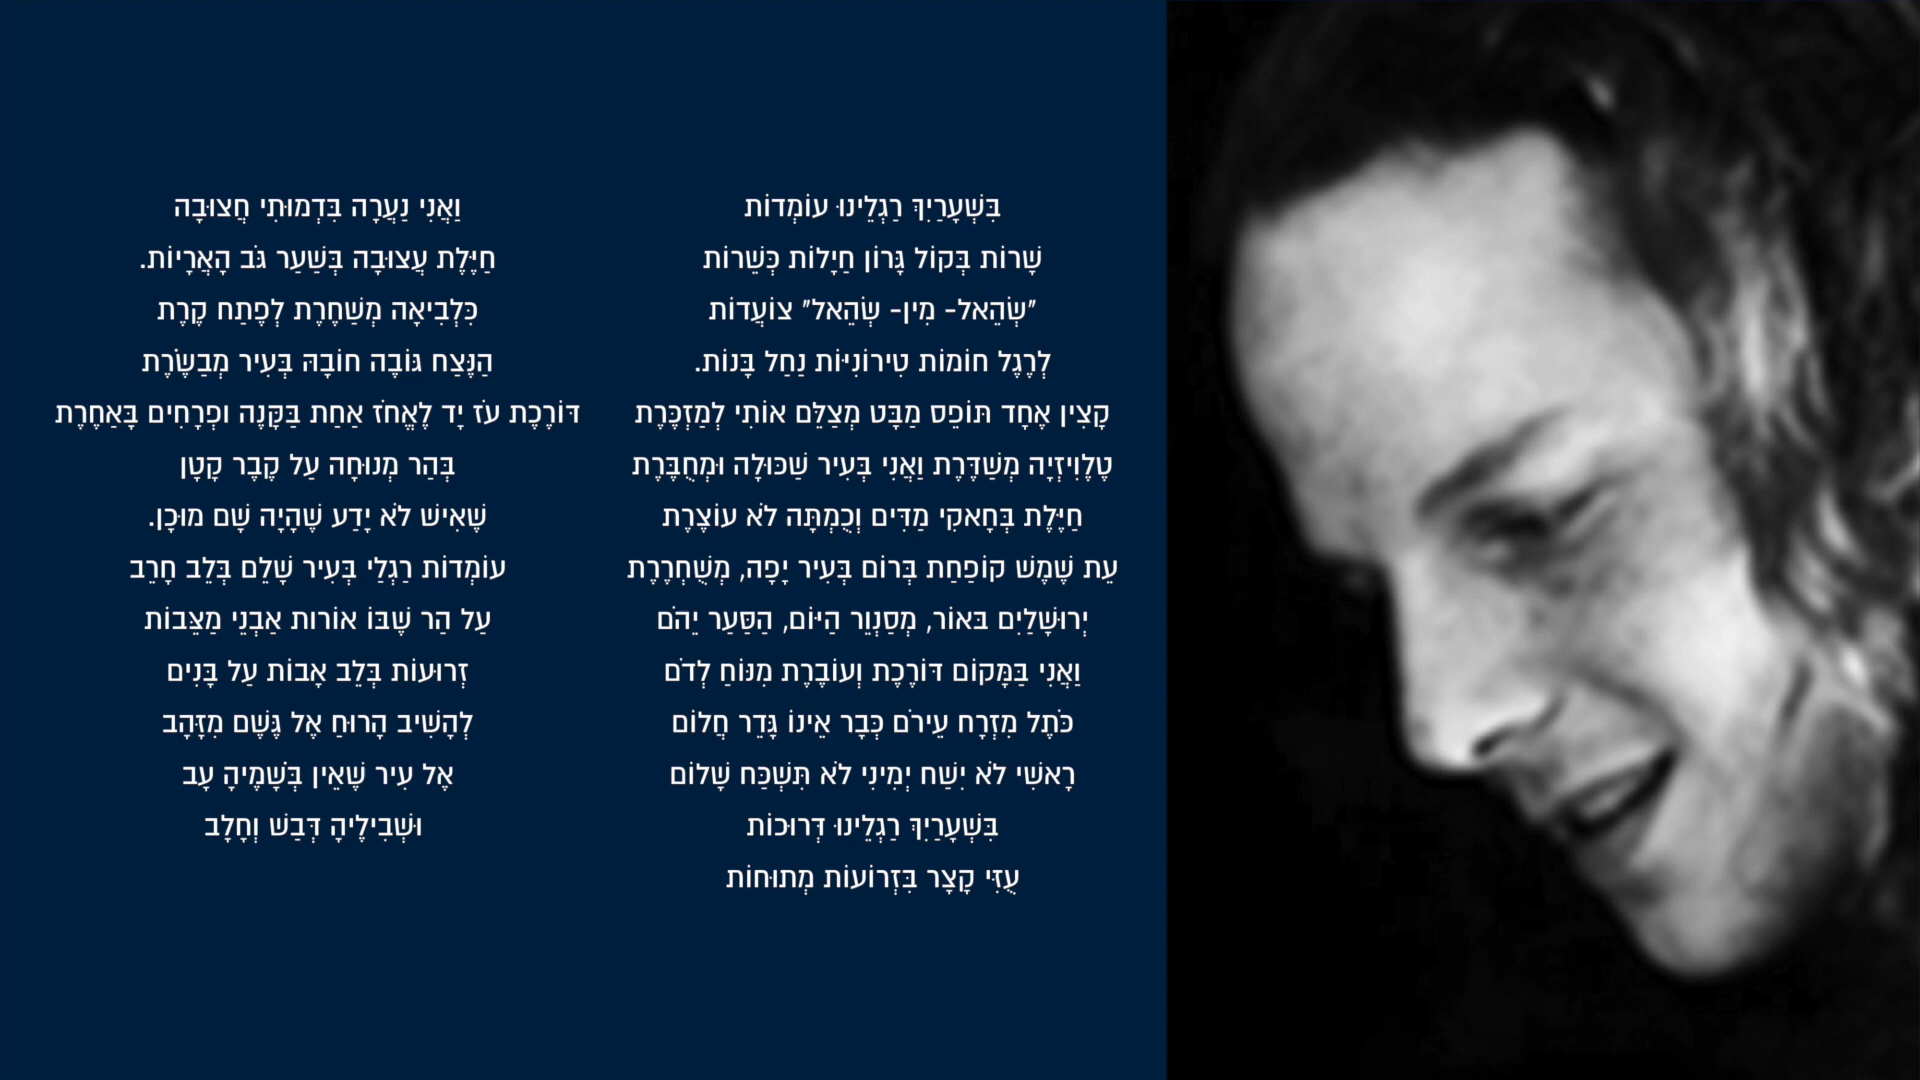 בִּשְׁעָרַיִךְ רַגְלֵינוּ עוֹמְדוֹת
שָׁרוֹת בְּקוֹל גָּרוֹן חַיָּלוֹת כְּשֵׁרוֹת
"שְׂהֵאל- מִין- שְׂהֵאל" צוֹעֲדוֹת
לְרֶגֶל חוֹמוֹת טִירוֹנִיּוֹת נַחַל בָּנוֹת.
קָצִין אֶחָד תּוֹפֵס מַבָּט מְצַלֵּם אוֹתִי לְמַזְכֶּרֶת
טֶלֶוִיזְיָה מְשַׁדֶּרֶת וַאֲנִי בְּעִיר שַׁכּוּלָה וּמְחֻבֶּרֶת
חַיֶּלֶת בְּחָאקִי מַדִּים וְכֻמְתָּה לֹא עוֹצֶרֶת
עֵת שֶׁמֶשׁ קוֹפַחַת בְּרוֹם בְּעִיר יָפָה, מְשֻׁחְרֶרֶת
יְרוּשָׁלַיִם בּאוֹר, מְסַנְוֵר הַיּוֹם, הַסַּעַר יֵהֹם
וַאֲנִי בַּמָּקוֹם דּוֹרֶכֶת וְעוֹבֶרֶת מִנּוֹחַ לְדֹם
כֹּתֶל מִזְרָח עֵירֹם כְּבָר אֵינוֹ גָּדֵר חֲלוֹם
רָאשִׁי לֹא יִשַּׁח יְמִינִי לֹא תִּשְׁכַּח שָׁלוֹם
בִּשְׁעָרַיִךְ רַגְלֵינוּ דְּרוּכוֹת
עֻזִּי קָצָר בִּזְרוֹעוֹת מְתוּחוֹת
וַאֲנִי נַעֲרָה בִּדְמוּתִי חֲצוּבָה
חַיֶּלֶת עֲצוּבָה בְּשַׁעַר גֹּב הָאֲרָיוֹת.
כִּלְבִיאָה מְשַׁחֶרֶת לְפֶתַח קֶרֶת
הַנֶּצַח גּוֹבֶה חוֹבָהּ בְּעִיר מְבַשֶּׂרֶת
דּוֹרֶכֶת עֹז יָד לֶאֱחֹז אַחַת בַּקָּנֶה וּפְרָחִים בָּאַחֶרֶת
בְּהַר מְנוּחָה עַל קֶבֶר קָטָן
שֶׁאִישׁ לֹא יָדַע שֶׁהָיָה שָׁם מוּכָן.
עוֹמְדוֹת רַגְלַי בְּעִיר שָׁלֵם בְּלֵב חָרֵב
עַל הַר שֶׁבּוֹ אוֹרוֹת אַבְנֵי מַצֵּבוֹת
זְרוּעוֹת בְּלֵב אָבוֹת עַל בָּנִים
לְהָשִׁיב הָרוּחַ אֶל גֶּשֶׁם מִזָּהָב
אֶל עִיר שֶׁאֵין בְּשָׁמֶיהָ עָב
וּשְׁבִילֶיהָ דְּבַשׁ וְחָלָב